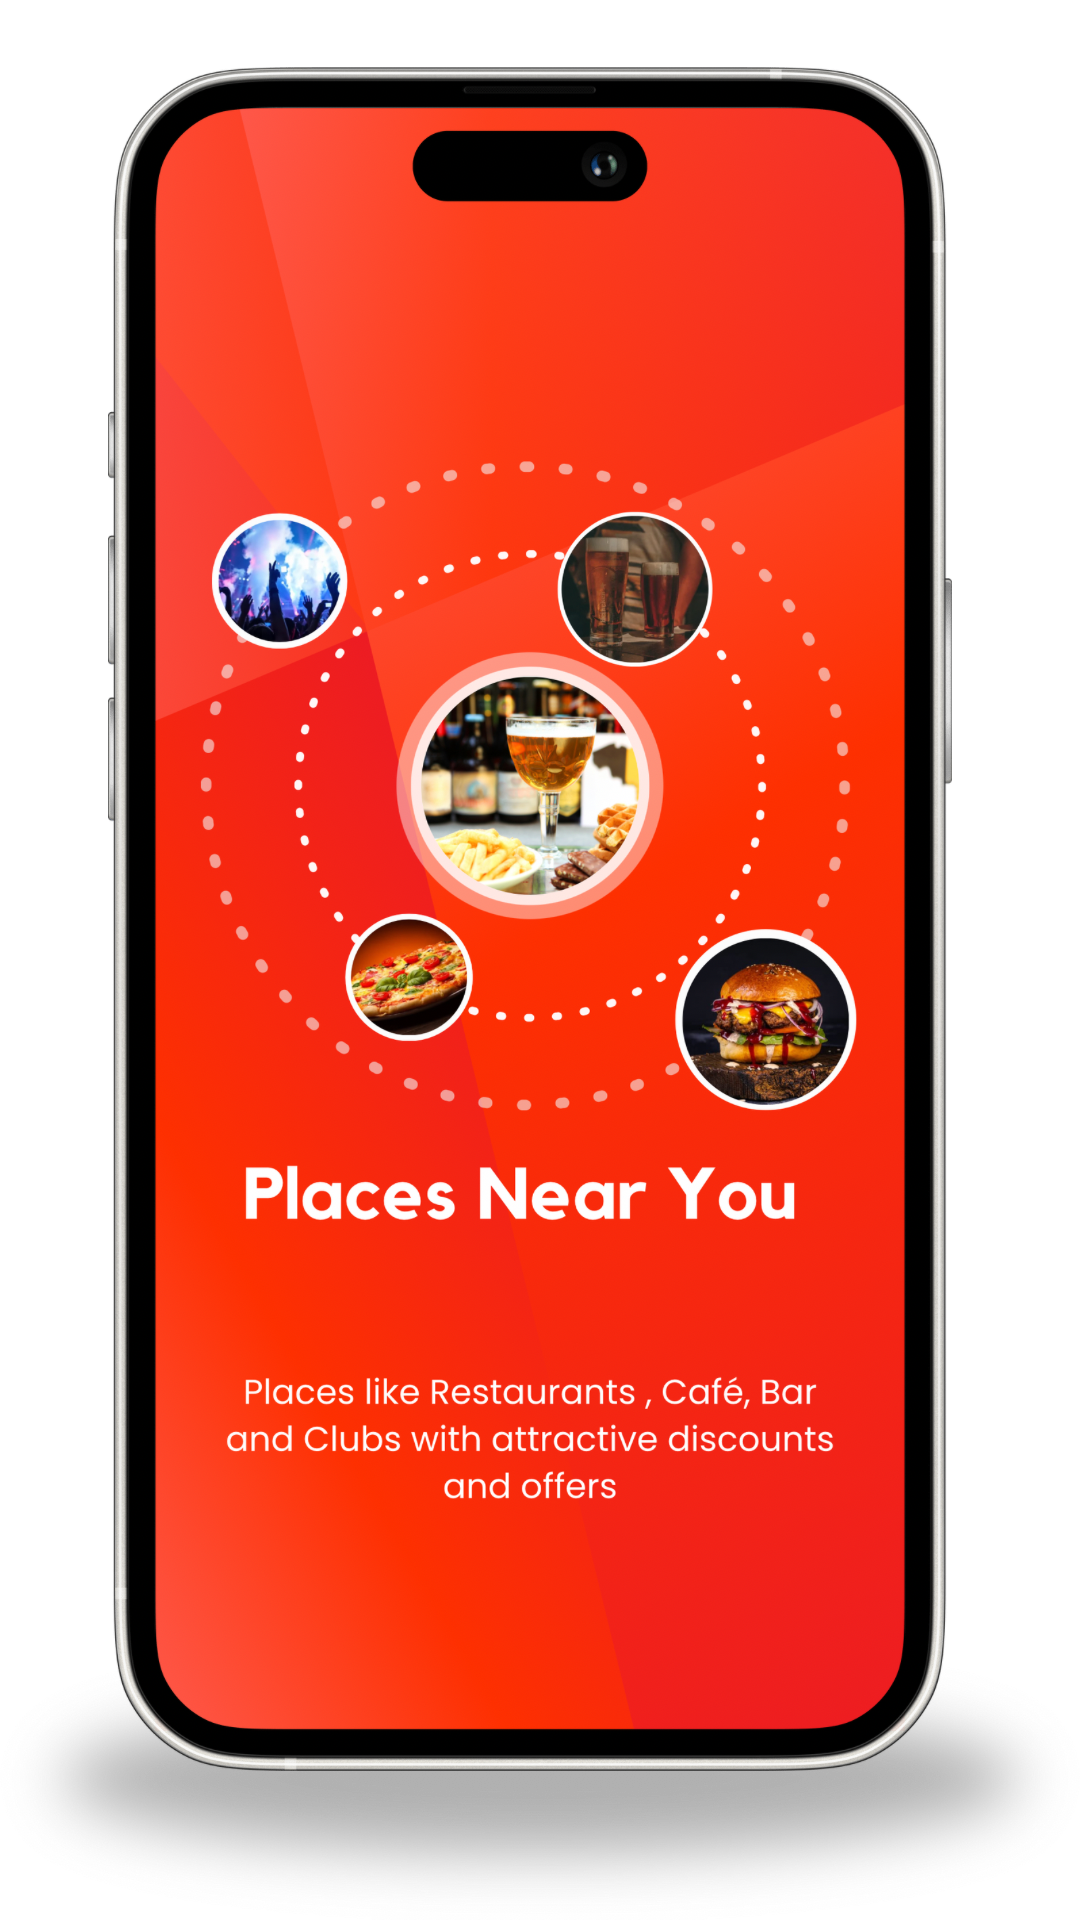 Places Near You
Places like Restaurants , Café, Bar
and Clubs with attractive discounts
and offers